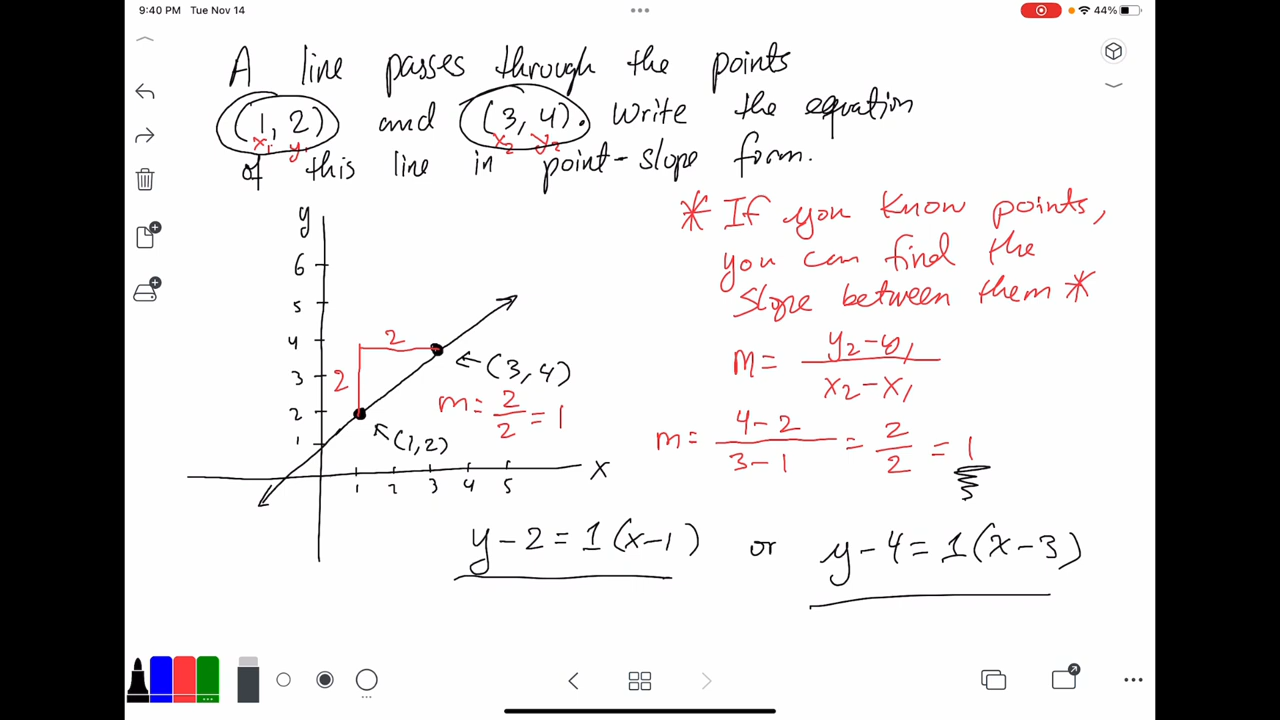 9:40 PM Tue Nov 14
44%
A line passes through the points
(1, 2) and (3, 4). Write the equation
x₁ y₁ x₂ y₂
of this line in point-slope form.
* If you know points,
you can find the
slope between them *
m = (y₂ - y₁)/(x₂ - x₁)
m = (4 - 2)/(3 - 1) = 2/2 = 1
y
6
5
4
3
2
1
1 2 3 4 5
x
2
2
(3, 4)
m = 2/2 = 1
(1, 2)
y - 2 = 1(x - 1) or y - 4 = 1(x - 3)